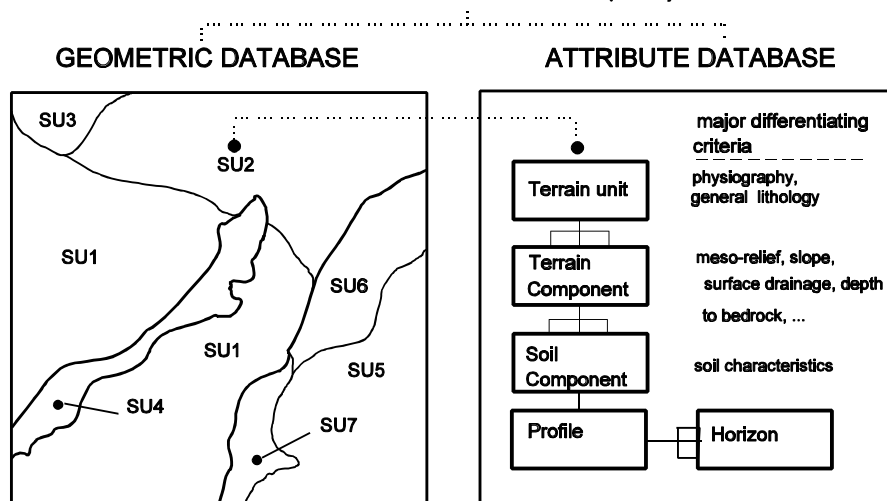 GEOMETRIC DATABASE
ATTRIBUTE DATABASE
SU3
SU2
SU1
SU6
SU1
SU5
SU4
SU7
major differentiating
criteria
Terrain unit
physiography,
general lithology
Terrain
Component
meso-relief, slope,
surface drainage, depth
to bedrock, ...
Soil
Component
soil characteristics
Profile
Horizon